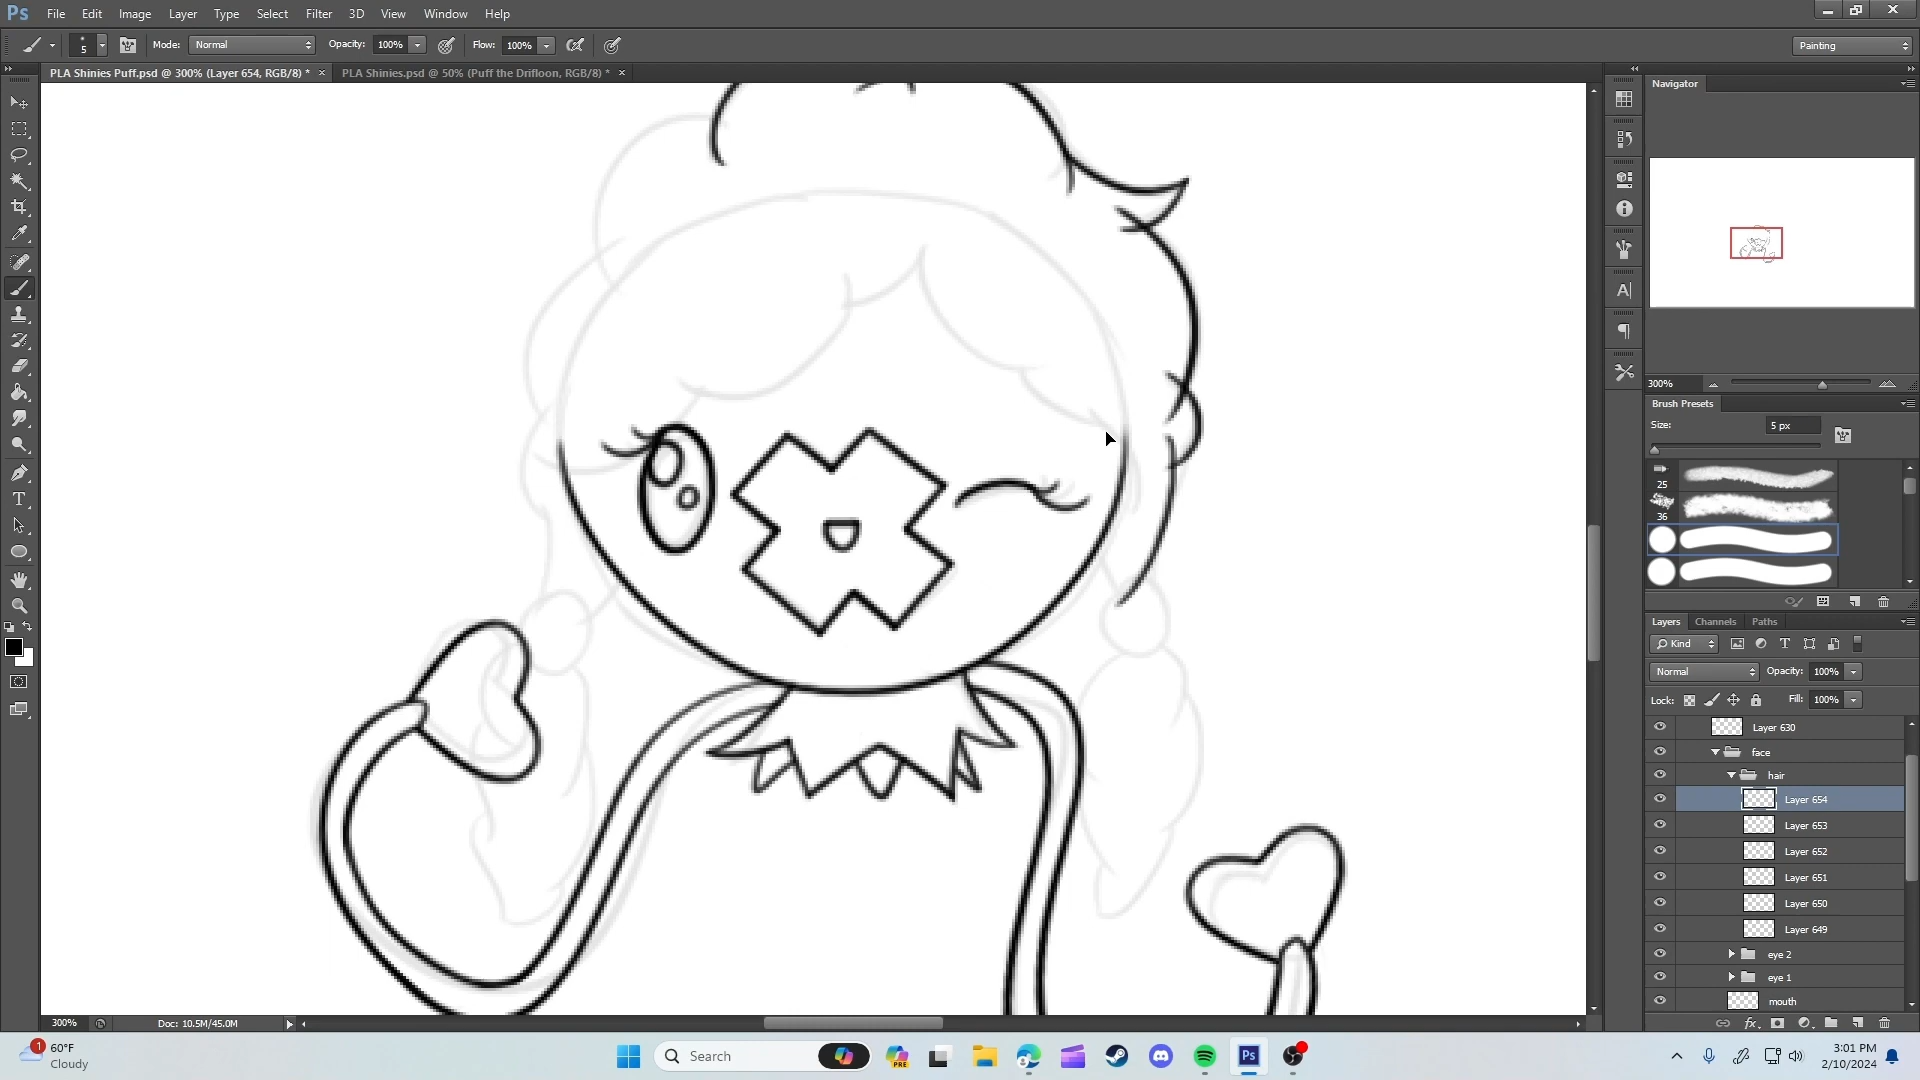 Ps File Edit Image Layer Type Select Filter 3D View Window Help
5 Mode: Normal Opacity: 100% Flow: 100% Painting
PLA Shinies Puff.psd @ 300% (Layer 654, RGB/8) * × PLA Shinies.psd @ 50% (Puff the Drifloon, RGB/8) * ×
Navigator
300%
Brush Presets
Size: 5 px
25
36
Layers Channels Paths
Kind
Normal Opacity: 100%
Lock: Fill: 100%
Layer 630
face
hair
Layer 654
Layer 653
Layer 652
Layer 651
Layer 650
Layer 649
eye 2
eye 1
mouth
300% Doc: 10.5M/45.0M
1 60°F
Cloudy
Search
PRE
Ps
3:01 PM
2/10/2024